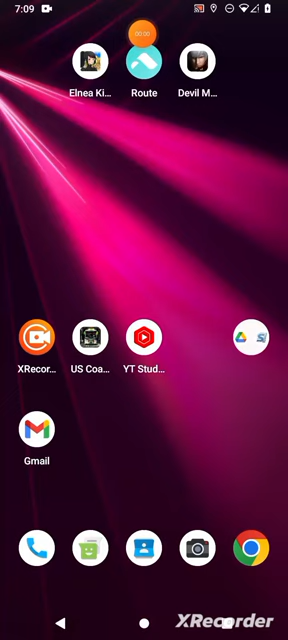 7:09
00:00
Elnea Ki... Route Devil M...
XRecor... US Coa... YT Stud...
Gmail
XRecorder